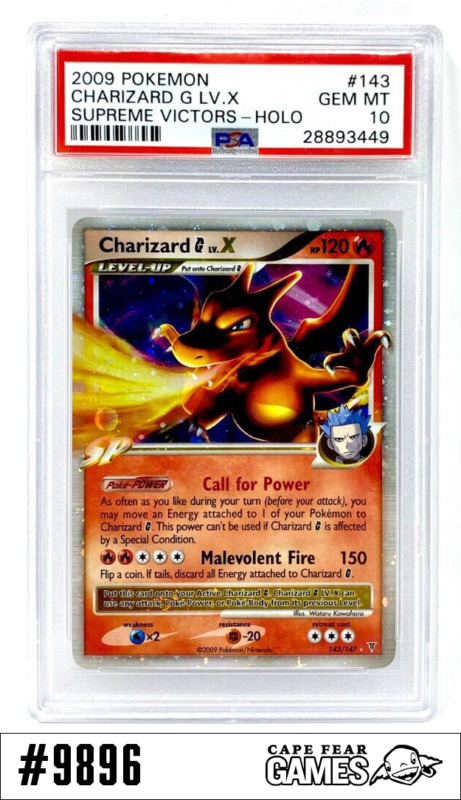 2009 POKEMON #143
CHARIZARD G LV.X GEM MT
SUPREME VICTORS - HOLO 10
PSA 28893449
Charizard G LV.X HP 120
LEVEL-UP Put onto Charizard G
SP
Poké-POWER Call for Power
As often as you like during your turn (before your attack), you
may move an Energy attached to 1 of your Pokémon to
Charizard G. This power can't be used if Charizard G is affected
by a Special Condition.
Malevolent Fire 150
Flip a coin. If tails, discard all Energy attached to Charizard G.
Put this card onto your Active Charizard G. Charizard G LV.X can
use any attack, Poké-Power, or Poké-Body from its previous Level.
Illus. Wataru Kawahara
weakness resistance retreat cost
x2 -20
©2009 Pokémon/Nintendo 143/147
#9896 CAPE FEAR
GAMES